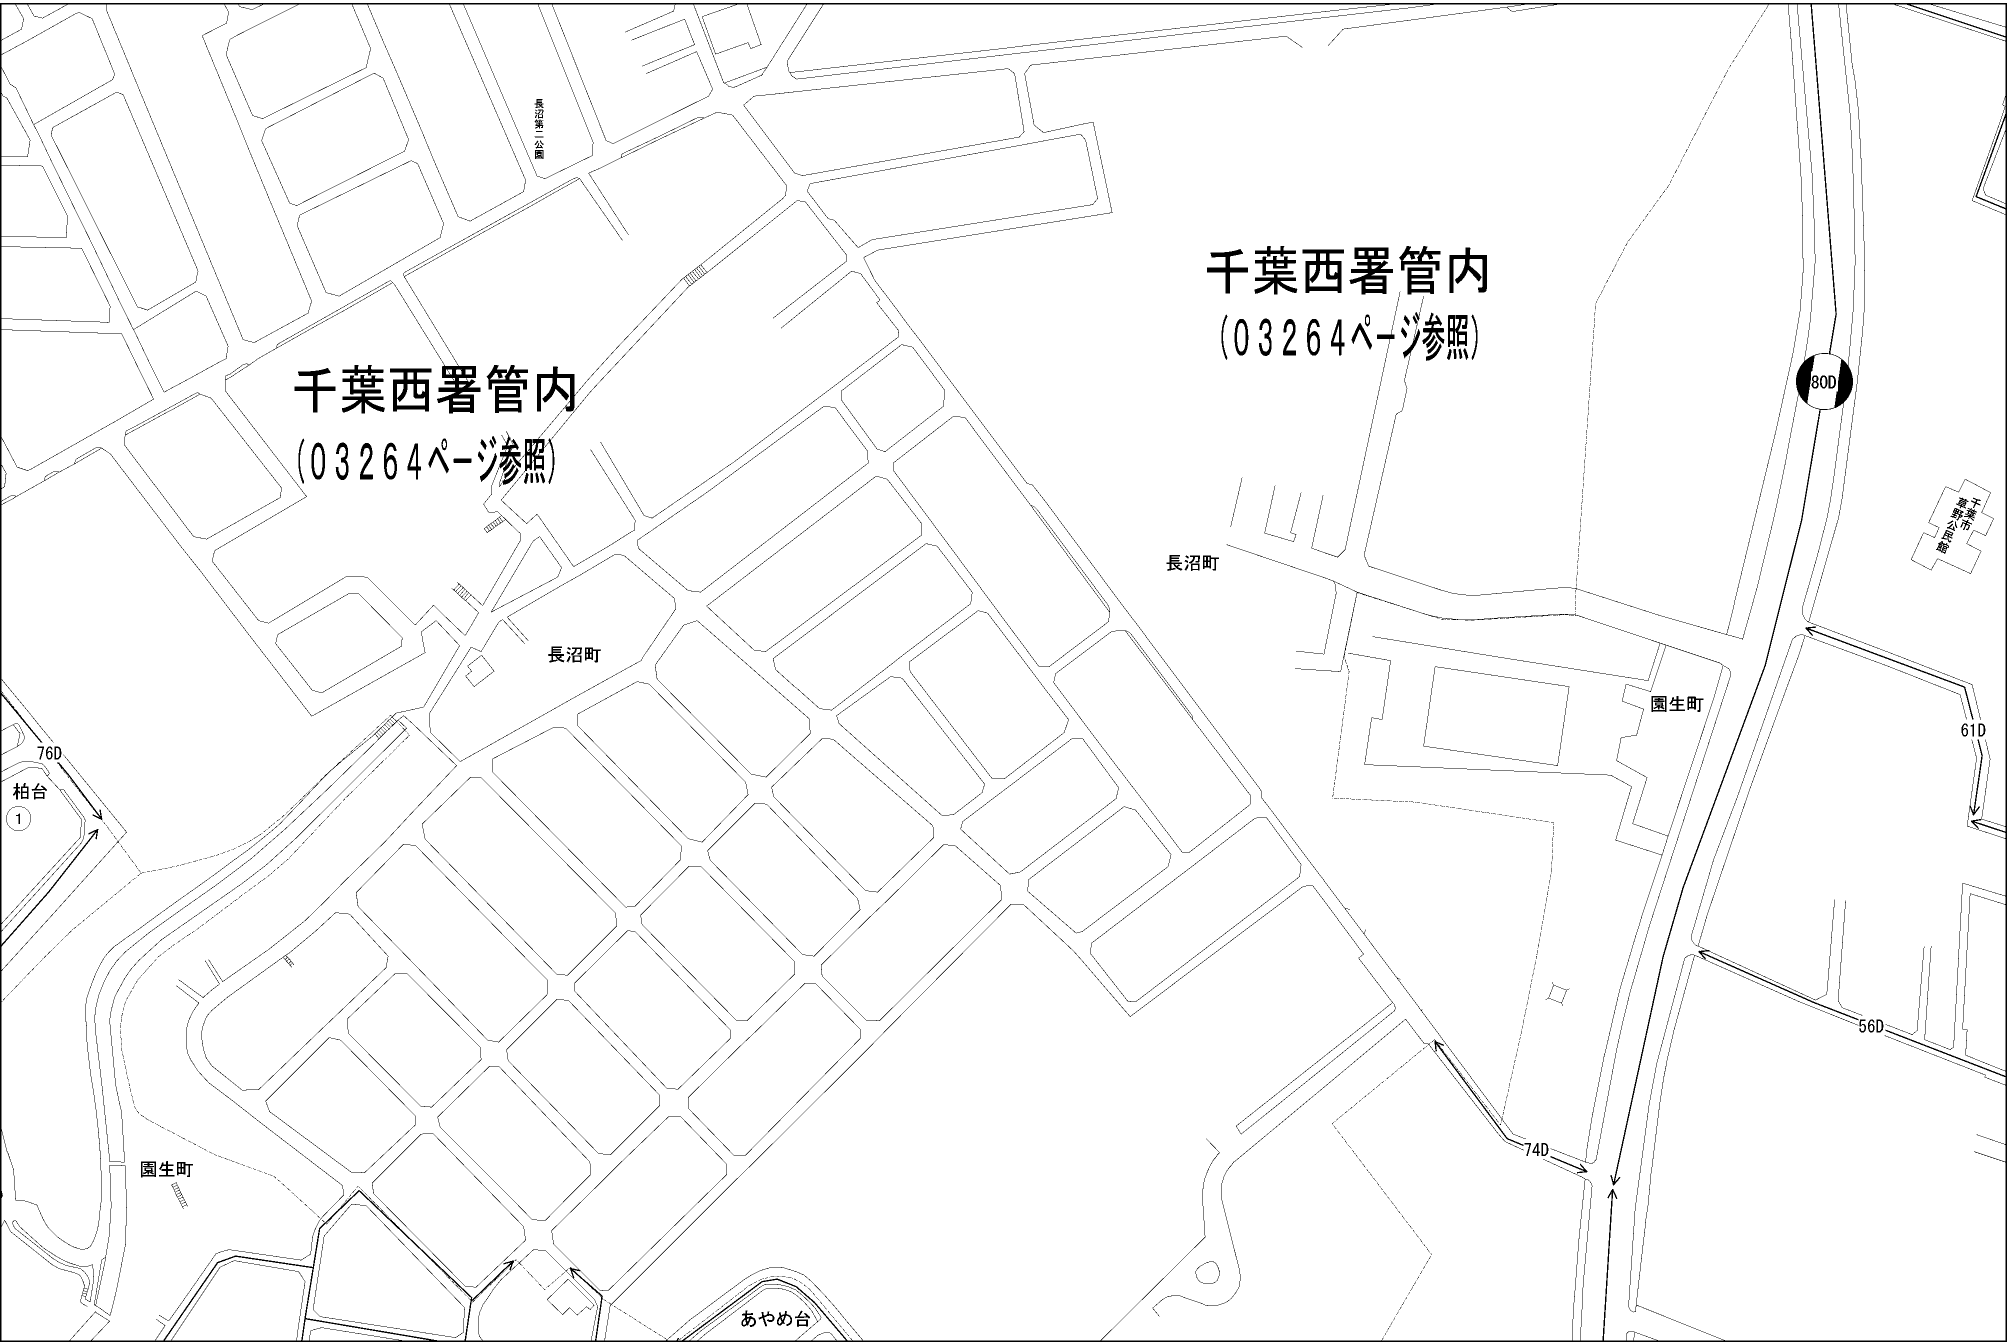 長沼第二公園
千葉西署管内
(03264ページ参照)
千葉西署管内
(03264ページ参照)
80D
千葉市
草野公民館
長沼町
長沼町
園生町
61D
76D
柏台
1
56D
74D
園生町
あやめ台